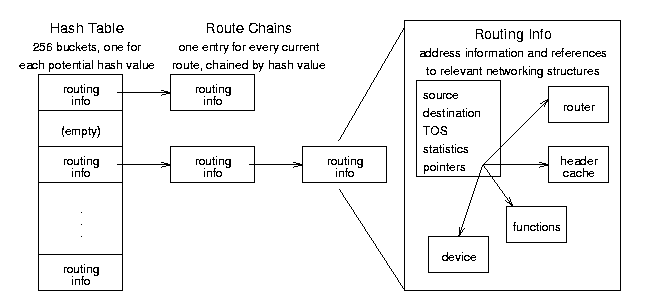 Hash Table
256 buckets, one for
each potential hash value
routing
info
(empty)
routing
info
.
.
.
routing
info
Route Chains
one entry for every current
route, chained by hash value
routing
info
routing
info
routing
info
Routing Info
address information and references
to relevant networking structures
source
destination
TOS
statistics
pointers
router
header
cache
functions
device